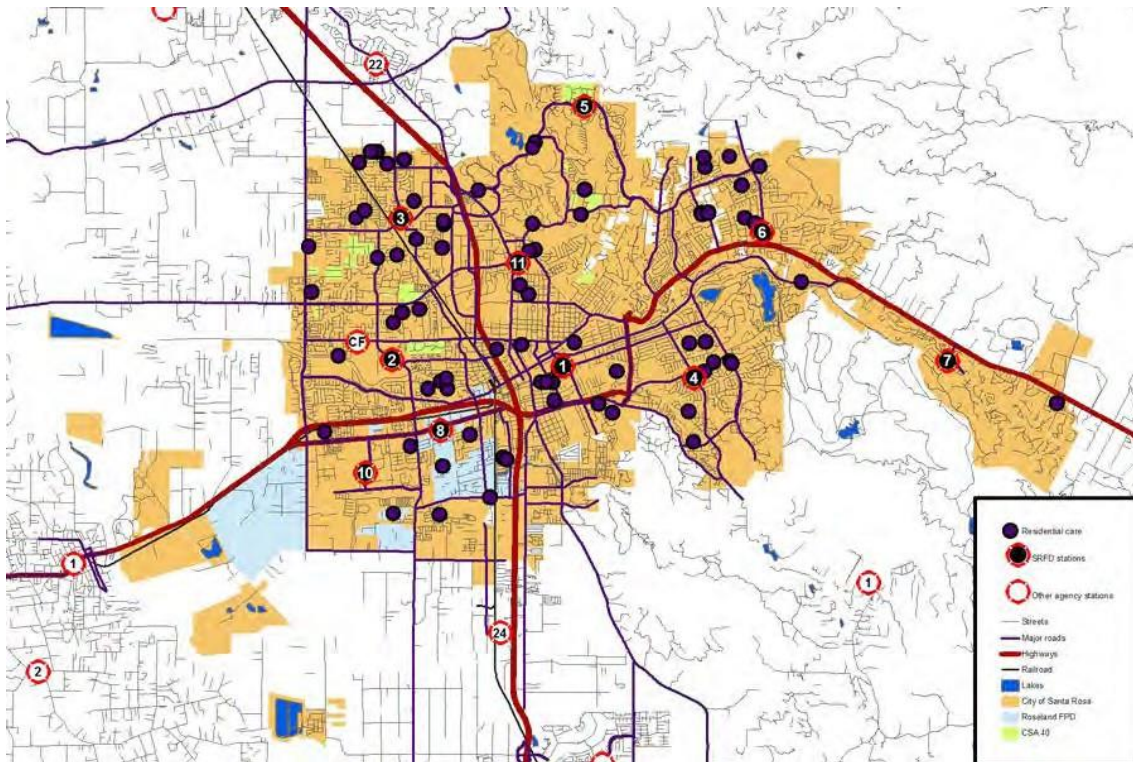 22
5
3
6
11
CF
2
1
4
7
8
10
1
1
24
2
Residential care
SRFD stations
Other agency stations
Streets
Major roads
Highways
Railroad
Lakes
City of Santa Rosa
Roseland FPD
CSA 40